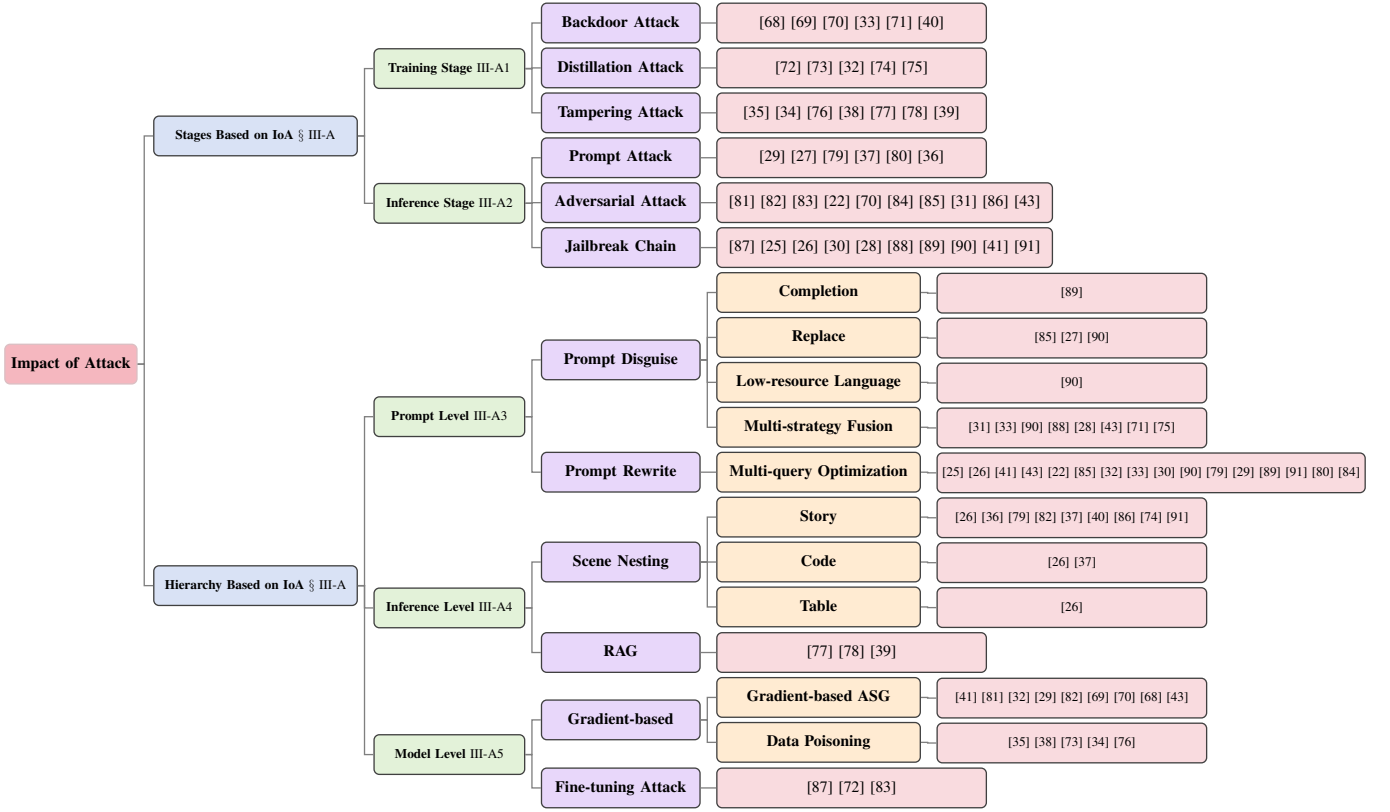 Impact of Attack
Stages Based on IoA § III-A
Training Stage III-A1
Backdoor Attack
[68] [69] [70] [33] [71] [40]
Distillation Attack
[72] [73] [32] [74] [75]
Tampering Attack
[35] [34] [76] [38] [77] [78] [39]
Inference Stage III-A2
Prompt Attack
[29] [27] [79] [37] [80] [36]
Adversarial Attack
[81] [82] [83] [22] [70] [84] [85] [31] [86] [43]
Jailbreak Chain
[87] [25] [26] [30] [28] [88] [89] [90] [41] [91]
Hierarchy Based on IoA § III-A
Prompt Level III-A3
Prompt Disguise
Completion
[89]
Replace
[85] [27] [90]
Low-resource Language
[90]
Multi-strategy Fusion
[31] [33] [90] [88] [28] [43] [71] [75]
Prompt Rewrite
Multi-query Optimization
[25] [26] [41] [43] [22] [85] [32] [33] [30] [90] [79] [29] [89] [91] [80] [84]
Inference Level III-A4
Scene Nesting
Story
[26] [36] [79] [82] [37] [40] [86] [74] [91]
Code
[26] [37]
Table
[26]
RAG
[77] [78] [39]
Model Level III-A5
Gradient-based
Gradient-based ASG
[41] [81] [32] [29] [82] [69] [70] [68] [43]
Data Poisoning
[35] [38] [73] [34] [76]
Fine-tuning Attack
[87] [72] [83]